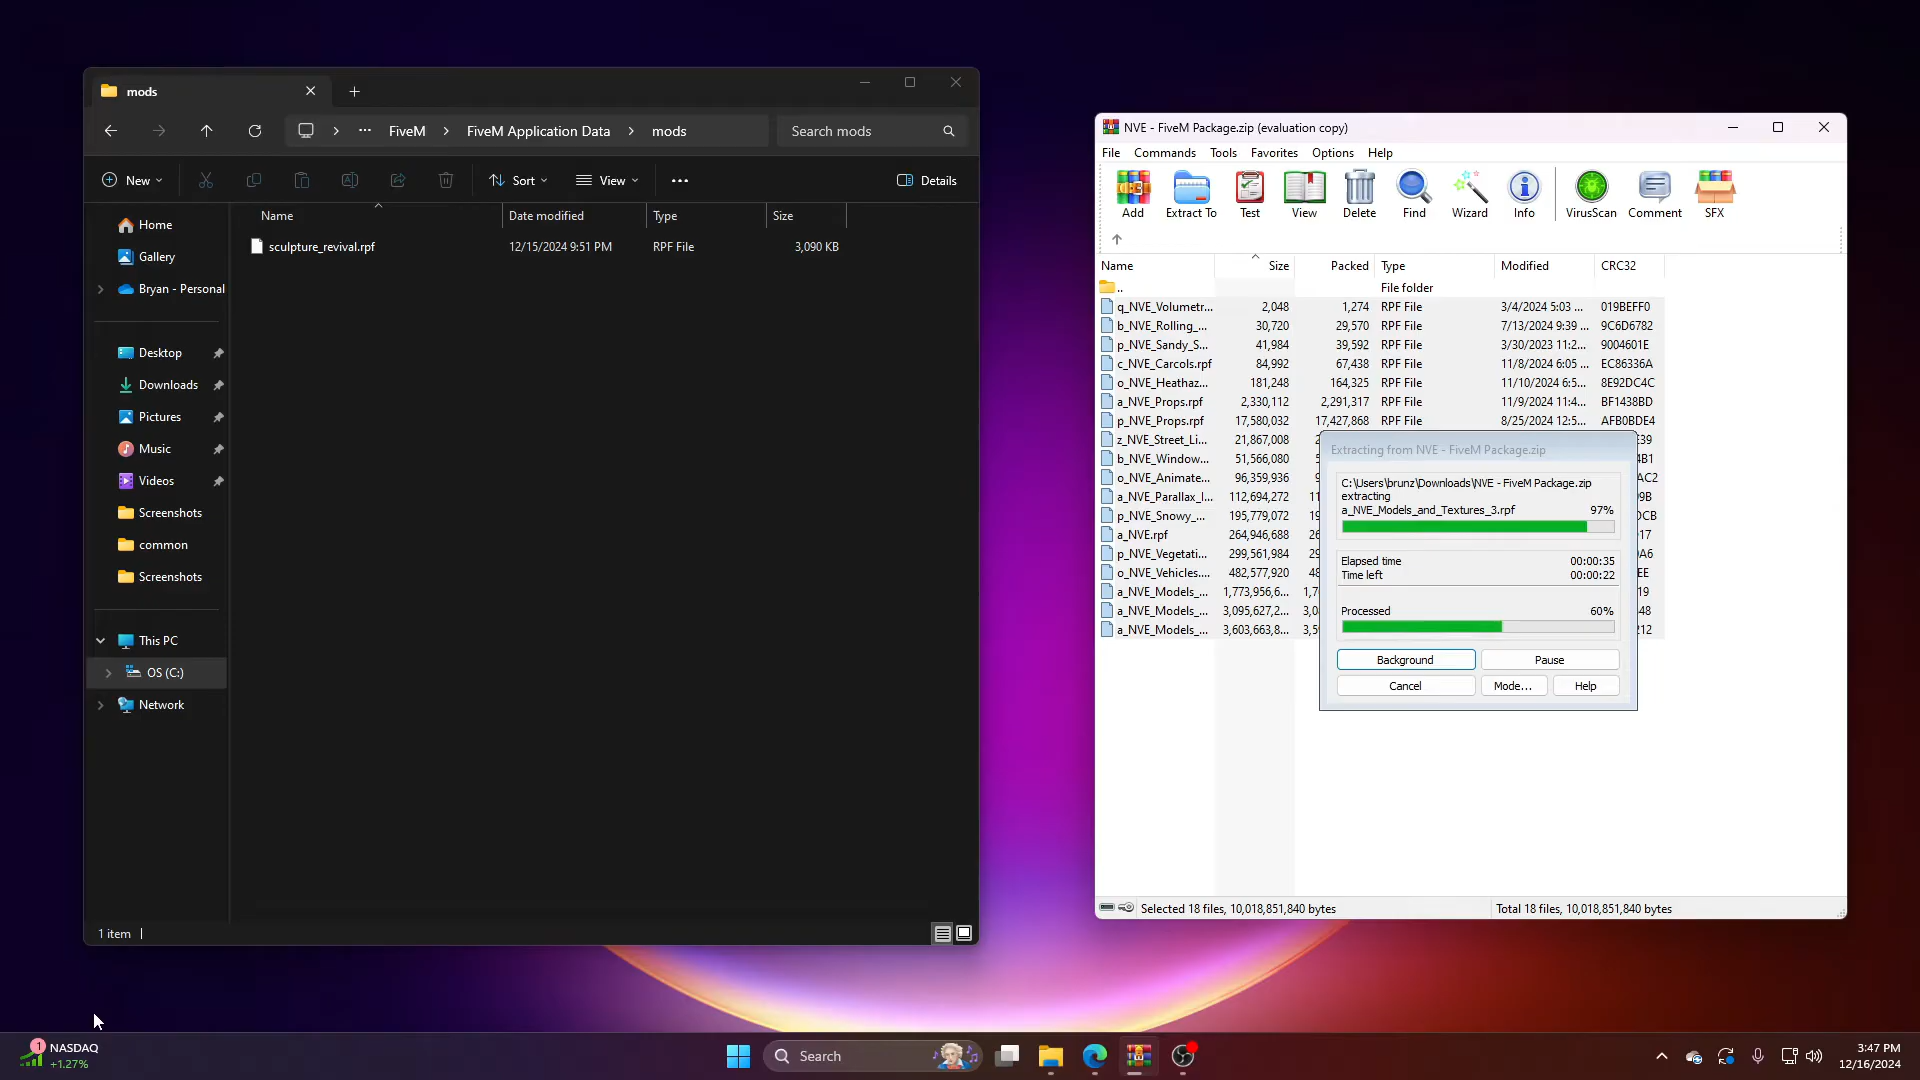 mods
FiveM
FiveM Application Data
mods
Search mods
New
Sort
View
Details
Name
Date modified
Type
Size
sculpture_revival.rpf
12/15/2024 9:51 PM
RPF File
3,090 KB
Home
Gallery
Bryan - Personal
Desktop
Downloads
Pictures
Music
Videos
Screenshots
common
Screenshots
This PC
OS (C:)
Network
1 item
NVE - FiveM Package.zip (evaluation copy)
File Commands Tools Favorites Options Help
Add Extract To Test View Delete Find Wizard Info VirusScan Comment SFX
Name Size Packed Type Modified CRC32
.. File folder
q_NVE_Volumetr... 2,048 1,274 RPF File 3/4/2024 5:03 ... 019BEFF0
b_NVE_Rolling_... 30,720 29,570 RPF File 7/13/2024 9:39 ... 9C6D6782
p_NVE_Sandy_S... 41,984 39,592 RPF File 3/30/2023 11:2... 9004601E
c_NVE_Carcols.rpf 84,992 67,438 RPF File 11/8/2024 6:05 ... EC86336A
o_NVE_Heathaz... 181,248 164,325 RPF File 11/10/2024 6:5... 8E92DC4C
a_NVE_Props.rpf 2,330,112 2,291,317 RPF File 11/9/2024 11:4... BF1438BD
p_NVE_Props.rpf 17,580,032 17,427,868 RPF File 8/25/2024 12:5... AFB0BDE4
z_NVE_Street_Li... 21,867,008
b_NVE_Window... 51,566,080
o_NVE_Animate... 96,359,936
a_NVE_Parallax_I... 112,694,272
p_NVE_Snowy_... 195,779,072
a_NVE.rpf 264,946,688
p_NVE_Vegetati... 299,561,984
o_NVE_Vehicles.... 482,577,920
a_NVE_Models_... 1,773,956,6...
a_NVE_Models_... 3,095,627,2...
a_NVE_Models_... 3,603,663,8...
Extracting from NVE - FiveM Package.zip
C:\Users\brunz\Downloads\NVE - FiveM Package.zip
extracting
a_NVE_Models_and_Textures_3.rpf 97%
Elapsed time 00:00:35
Time left 00:00:22
Processed 60%
Background Pause
Cancel Mode... Help
Selected 18 files, 10,018,851,840 bytes
Total 18 files, 10,018,851,840 bytes
1
NASDAQ
+1.27%
Search
3:47 PM
12/16/2024